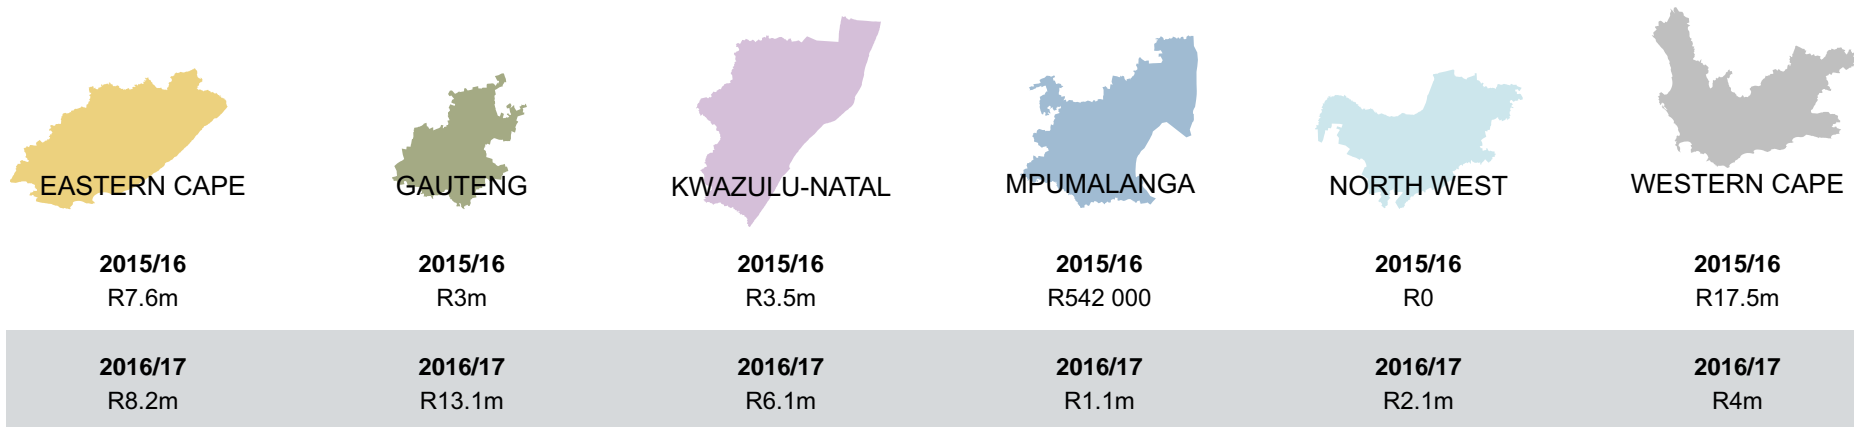 EASTERN CAPE
GAUTENG
KWAZULU-NATAL
MPUMALANGA
NORTH WEST
WESTERN CAPE
2015/16
2015/16
2015/16
2015/16
2015/16
2015/16
R7.6m
R3m
R3.5m
R542 000
R0
R17.5m
2016/17
2016/17
2016/17
2016/17
2016/17
2016/17
R8.2m
R13.1m
R6.1m
R1.1m
R2.1m
R4m